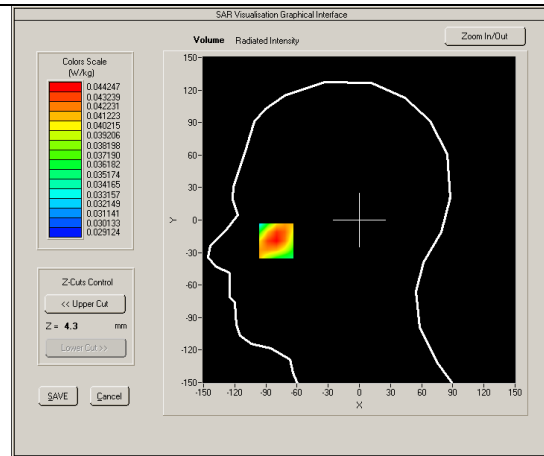 SAR Visualisation Graphical Interface
Volume Radiated Intensity
Zoom In/Out
Colors Scale
(W/kg)
0.044247
0.043239
0.042231
0.041223
0.040215
0.039206
0.038198
0.037190
0.036182
0.035174
0.034165
0.033157
0.032149
0.031141
0.030133
0.029124
Z-Cuts Control
<< Upper Cut
Z = 4.3 mm
Lower Cut >>
SAVE Cancel
150
120
90
60
30
0
-30
-60
-90
-120
-150
Y
-150 -120 -90 -60 -30 0 30 60 90 120 150
X